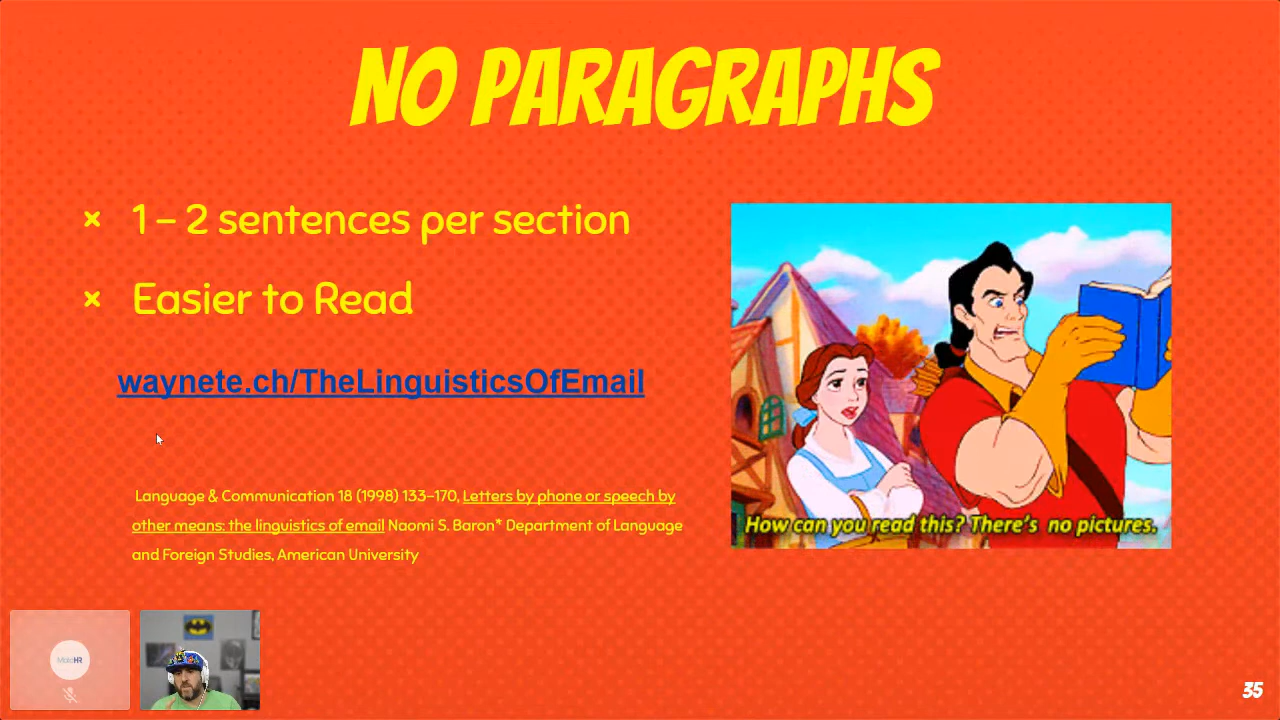 NO PARAGRAPHS
× 1 – 2 sentences per section
× Easier to Read
waynete.ch/TheLinguisticsOfEmail
Language & Communication 18 (1998) 133–170, Letters by phone or speech by
other means: the linguistics of email Naomi S. Baron* Department of Language
and Foreign Studies, American University
How can you read this? There's no pictures.
35